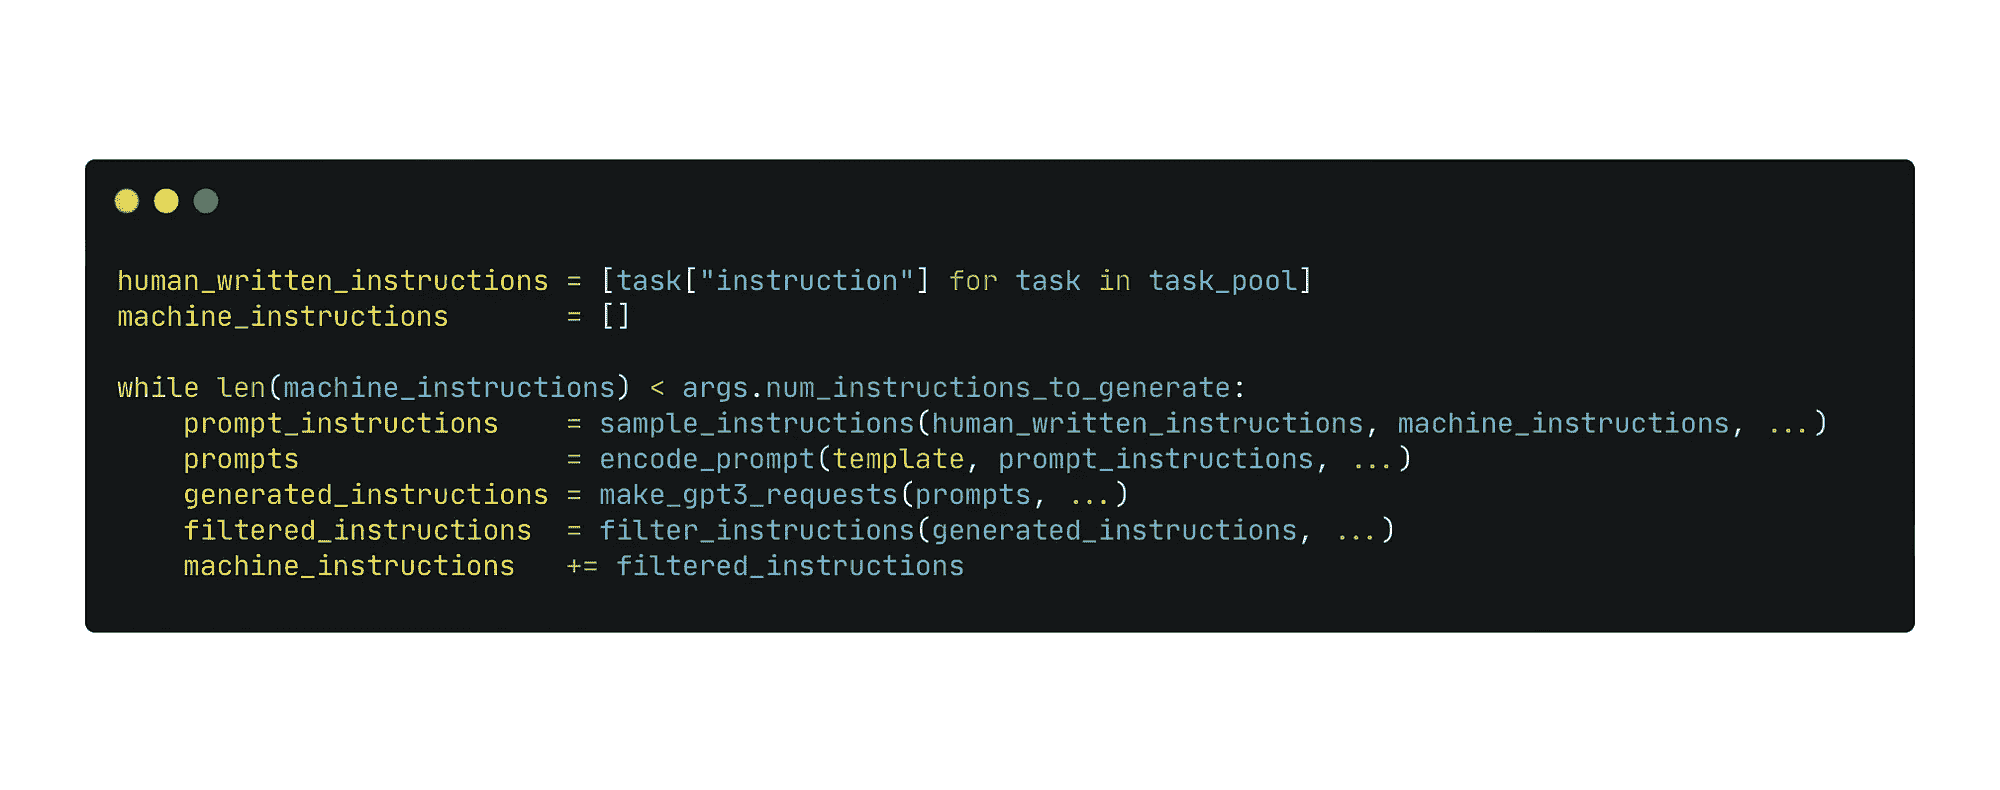 human_written_instructions = [task["instruction"] for task in task_pool]
machine_instructions       = []
while len(machine_instructions) < args.num_instructions_to_generate:
    prompt_instructions    = sample_instructions(human_written_instructions, machine_instructions, ...)
    prompts                = encode_prompt(template, prompt_instructions, ...)
    generated_instructions = make_gpt3_requests(prompts, ...)
    filtered_instructions  = filter_instructions(generated_instructions, ...)
    machine_instructions   += filtered_instructions